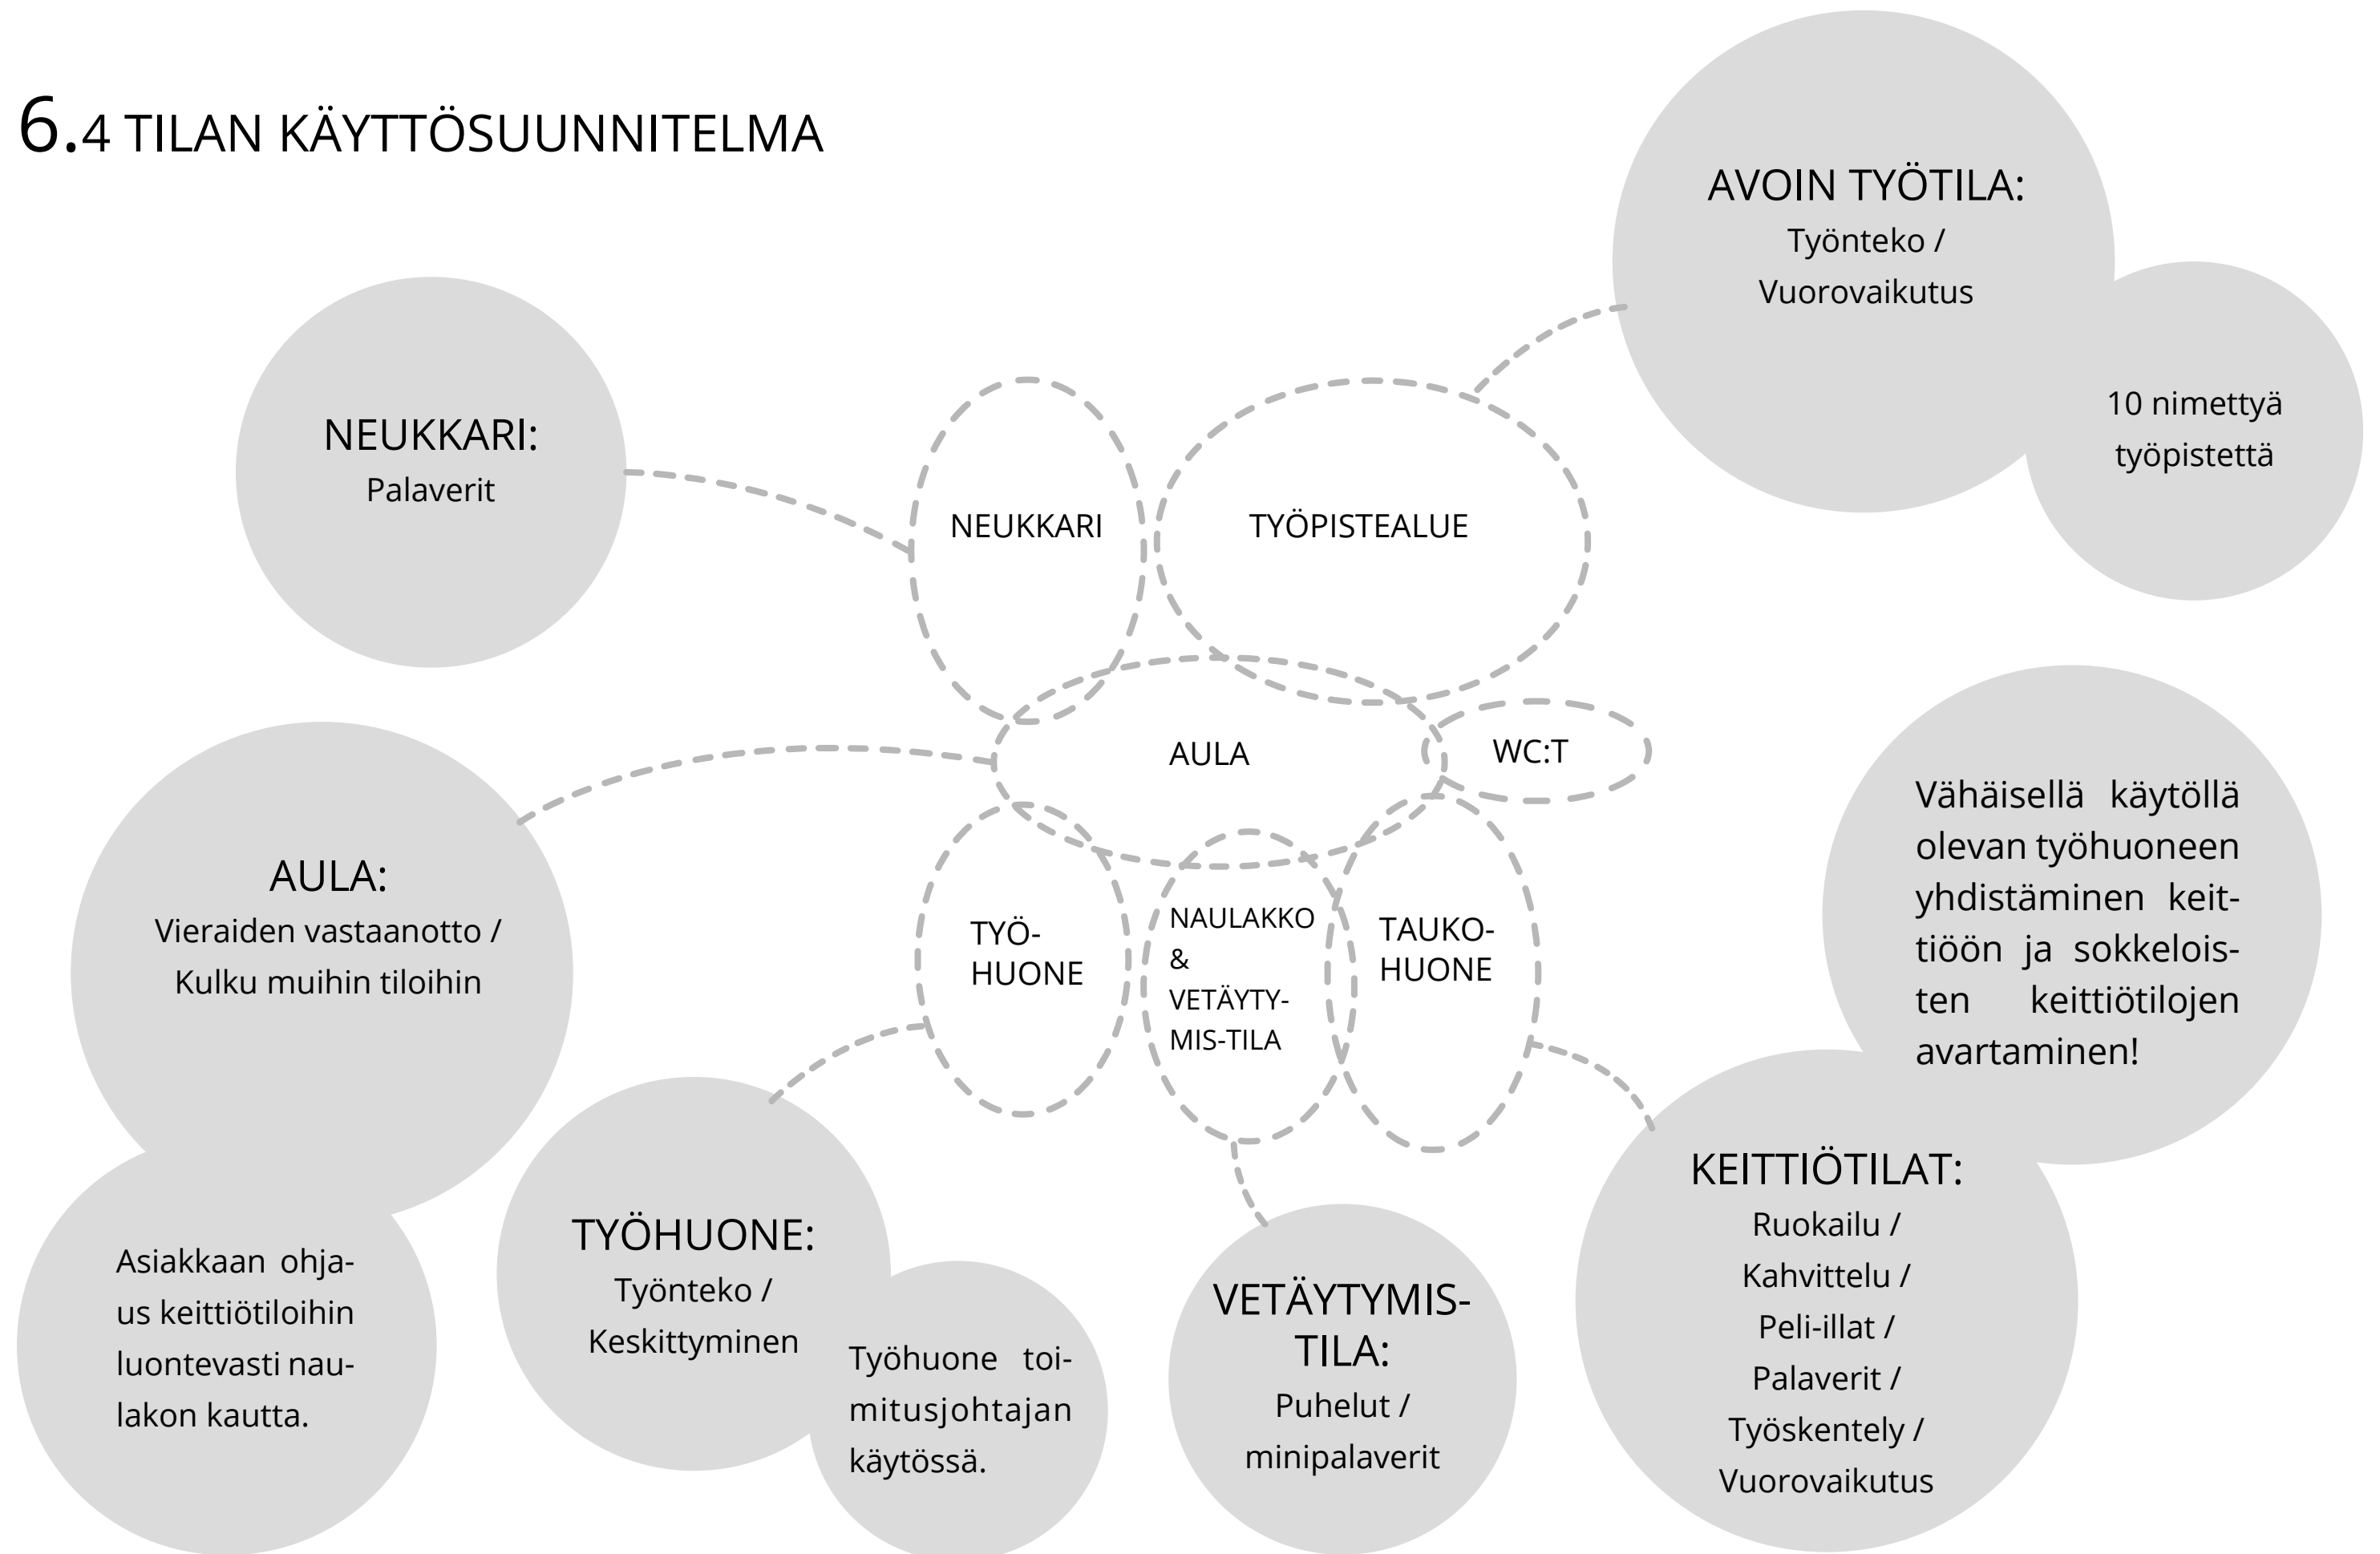 6.4 TILAN KÄYTTÖSUUNNITELMA
AVOIN TYÖTILA:
Työnteko /
Vuorovaikutus
10 nimettyä
työpistettä
NEUKKARI:
Palaverit
NEUKKARI
TYÖPISTEALUE
AULA
WC:T
TYÖ-
HUONE
NAULAKKO
&
VETÄYTY-
MIS-TILA
TAUKO-
HUONE
AULA:
Vieraiden vastaanotto /
Kulku muihin tiloihin
Asiakkaan ohja-
us keittiötiloihin
luontevasti nau-
lakon kautta.
TYÖHUONE:
Työnteko /
Keskittyminen
Työhuone toi-
mitusjohtajan
käytössä.
VETÄYTYMIS-
TILA:
Puhelut /
minipalaverit
Vähäisellä käytöllä
olevan työhuoneen
yhdistäminen keit-
tiöön ja sokkelois-
ten keittiötilojen
avartaminen!
KEITTIÖTILAT:
Ruokailu /
Kahvittelu /
Peli-illat /
Palaverit /
Työskentely /
Vuorovaikutus